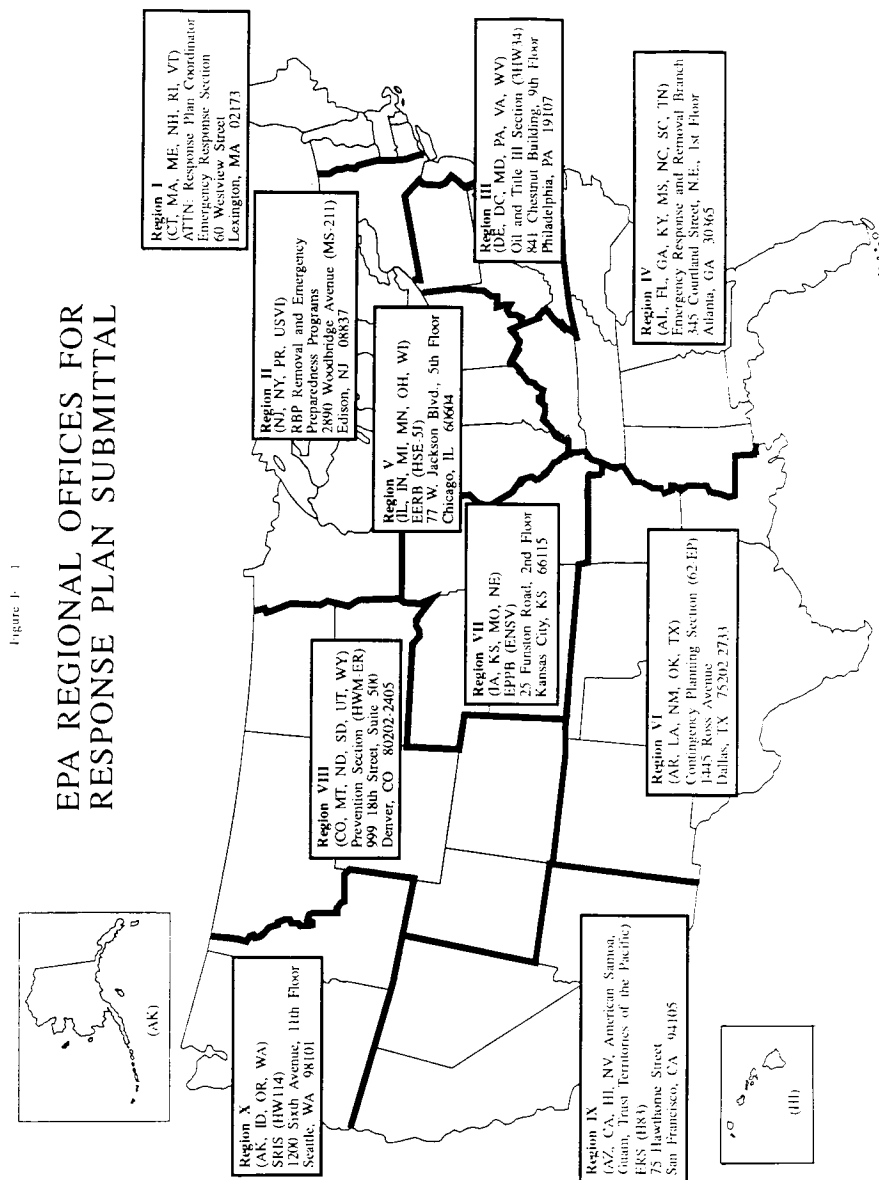 Figure F-1
EPA REGIONAL OFFICES FOR
RESPONSE PLAN SUBMITTAL
(AK)
Region X
(AK, ID, OR, WA)
SRIS (HW114)
1200 Sixth Avenue, 11th Floor
Seattle, WA 98101
Region VIII
(CO, MT, ND, SD, UT, WY)
Prevention Section (HWM-ER)
999 18th Street, Suite 500
Denver, CO 80202-2405
Region V
(IL, IN, MI, MN, OH, WI)
EERB (HSE-5J)
77 W. Jackson Blvd., 5th Floor
Chicago, IL 60604
Region II
(NJ, NY, PR, USVI)
RBP Removal and Emergency
Preparedness Programs
2890 Woodbridge Avenue (MS-211)
Edison, NJ 08837
Region I
(CT, MA, ME, NH, RI, VT)
ATTN: Response Plan Coordinator
Emergency Response Section
60 Westview Street
Lexington, MA 02173
Region VII
(IA, KS, MO, NE)
EPPB (ENSV)
25 Funston Road, 2nd Floor
Kansas City, KS 66115
Region III
(DE, DC, MD, PA, VA, WV)
Oil and Title III Section (3HW34)
841 Chestnut Building, 9th Floor
Philadelphia, PA 19107
Region IX
(AZ, CA, HI, NV, American Samoa,
Guam, Trust Territories of the Pacific)
ERS (H83)
75 Hawthorne Street
San Francisco, CA 94105
Region VI
(AR, LA, NM, OK, TX)
Contingency Planning Section (62-EP)
1445 Ross Avenue
Dallas, TX 75202-2733
Region IV
(AL, FL, GA, KY, MS, NC, SC, TN)
Emergency Response and Removal Branch
345 Courtland Street, N.E., 1st Floor
Atlanta, GA 30365
(HI)